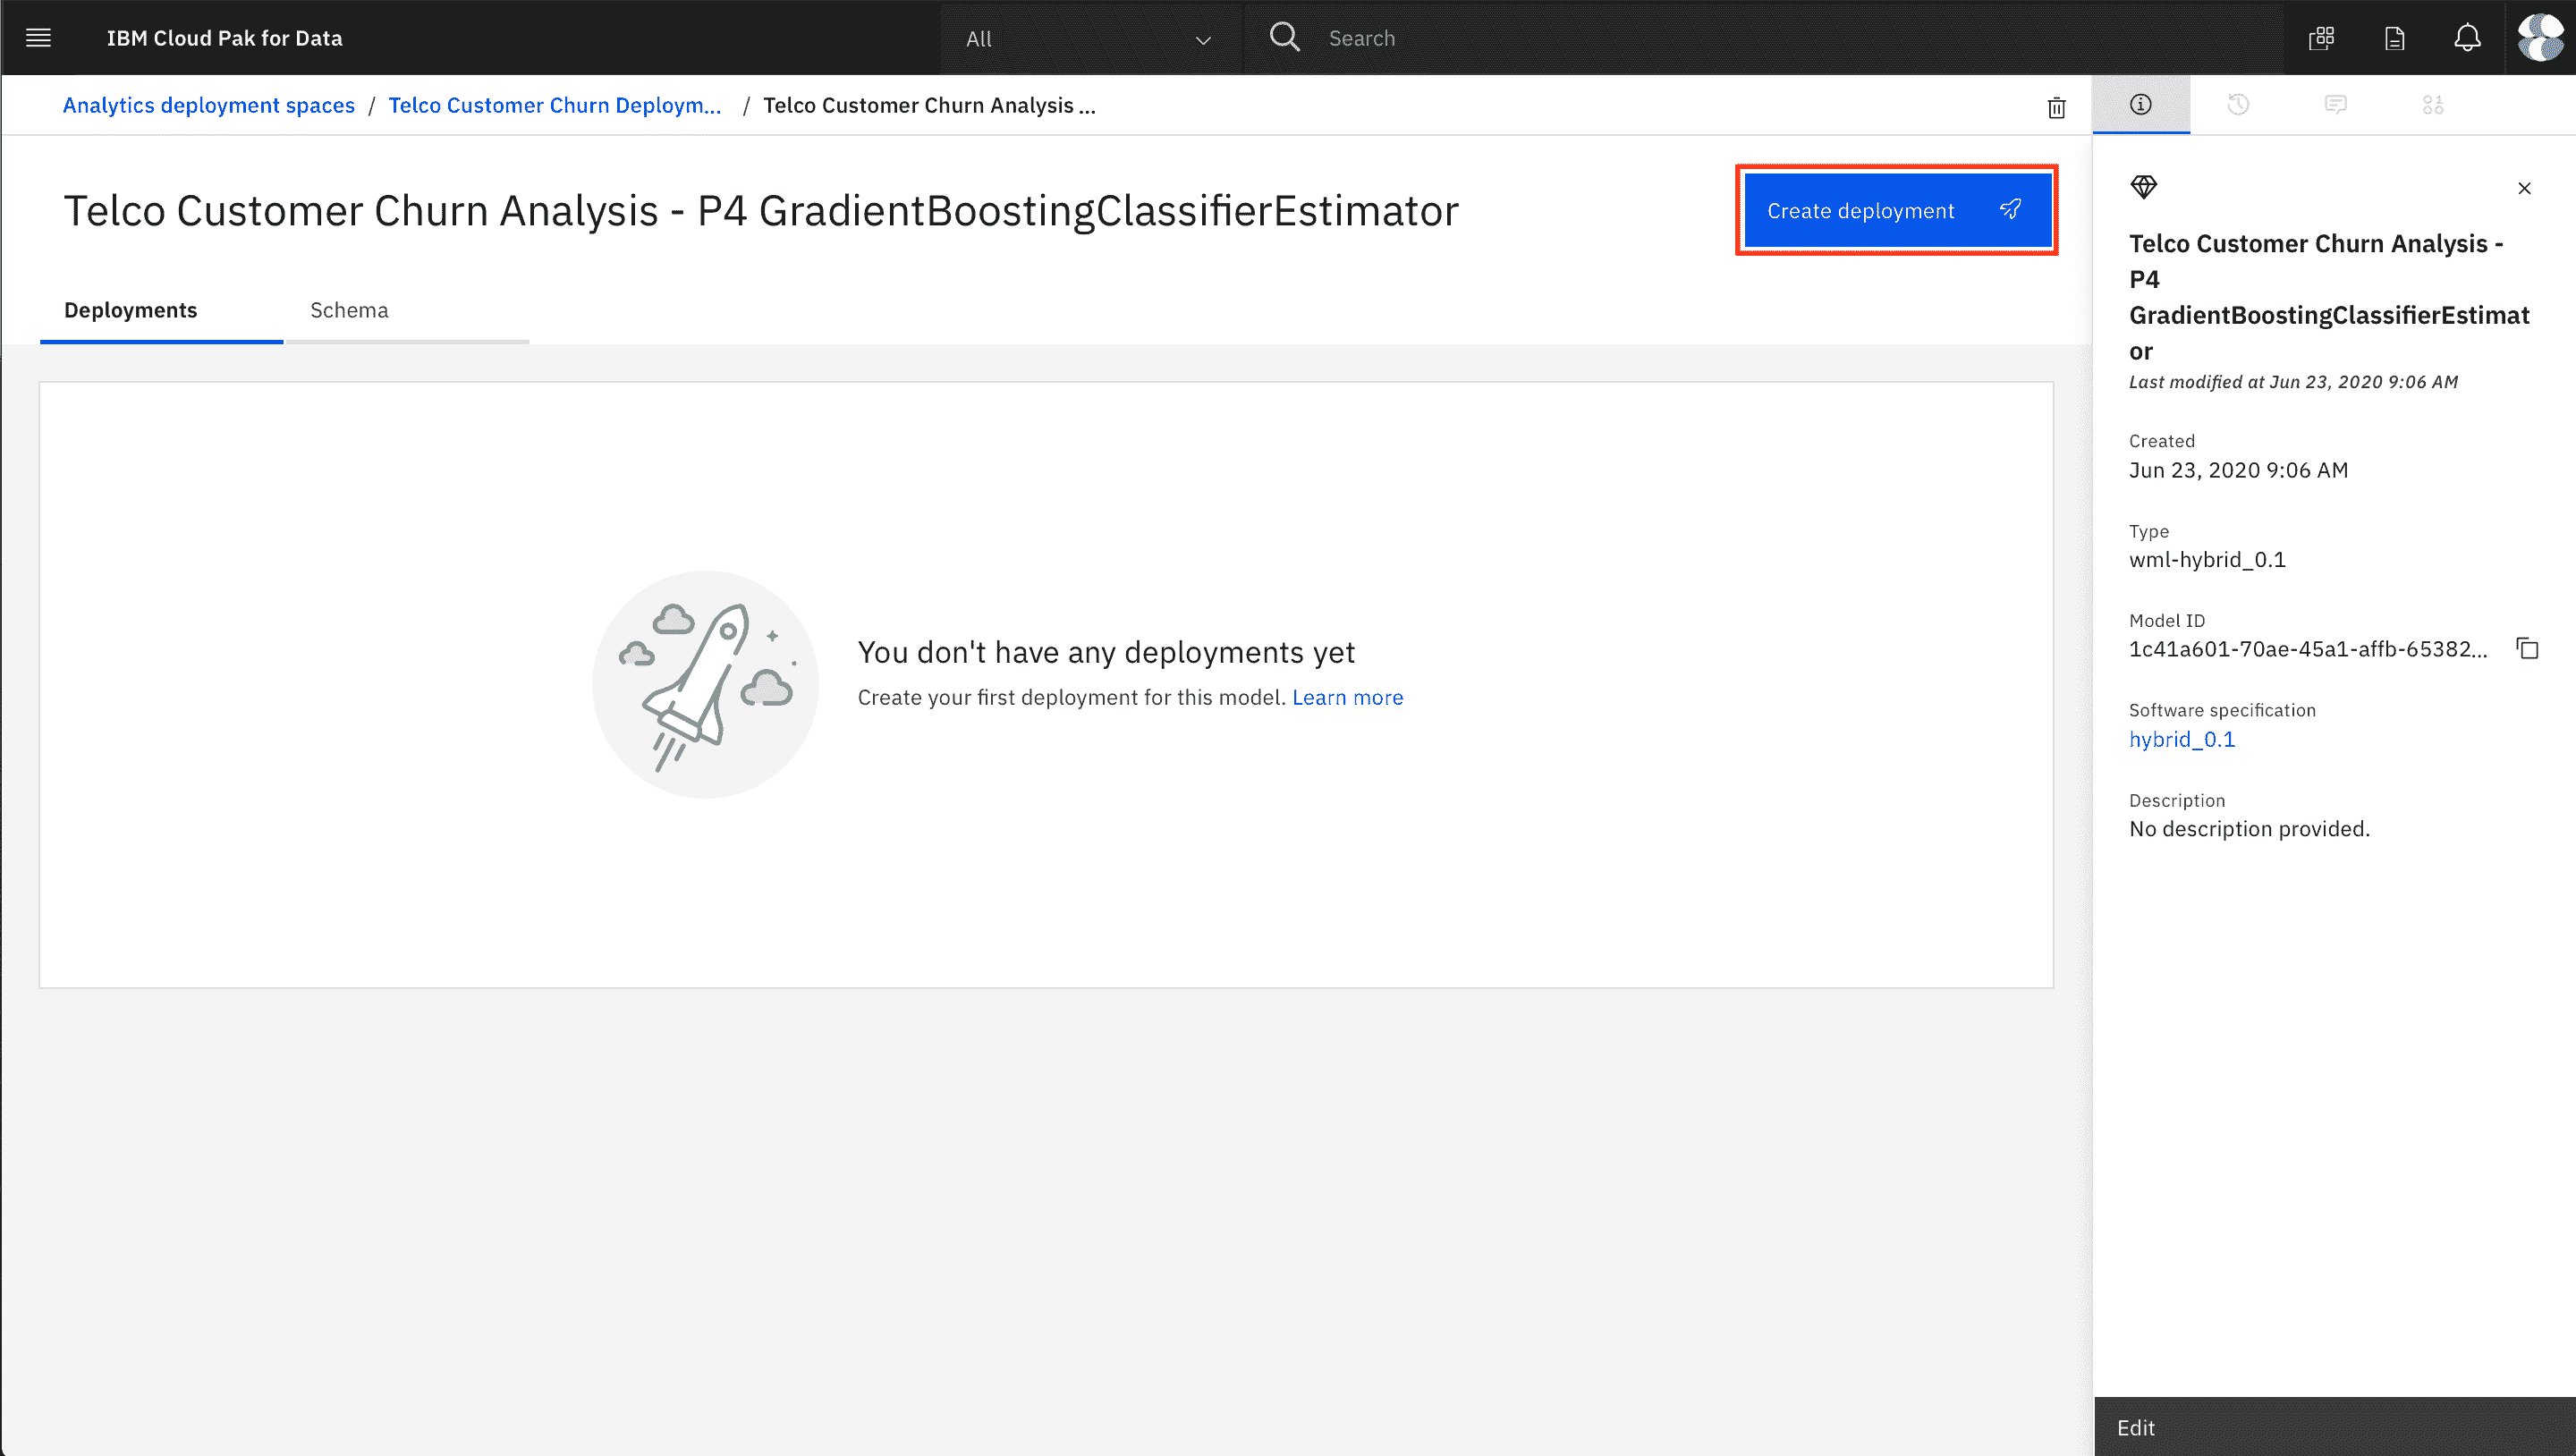 IBM Cloud Pak for Data
All
Search
Analytics deployment spaces / Telco Customer Churn Deploym... / Telco Customer Churn Analysis ...
Telco Customer Churn Analysis - P4 GradientBoostingClassifierEstimator
Create deployment
Deployments
Schema
You don't have any deployments yet
Create your first deployment for this model. Learn more
Telco Customer Churn Analysis -
P4
GradientBoostingClassifierEstimat
or
Last modified at Jun 23, 2020 9:06 AM
Created
Jun 23, 2020 9:06 AM
Type
wml-hybrid_0.1
Model ID
1c41a601-70ae-45a1-affb-65382...
Software specification
hybrid_0.1
Description
No description provided.
Edit